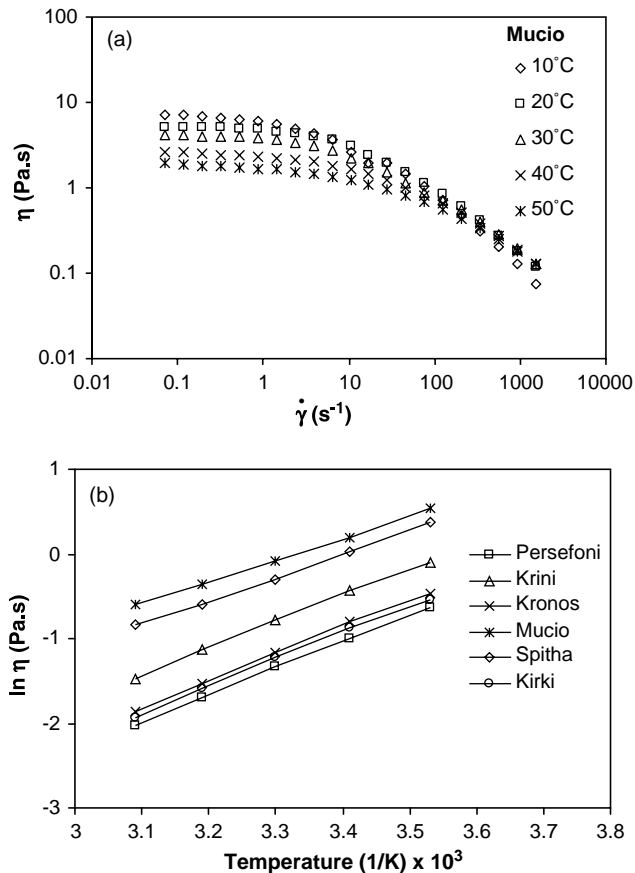 (a)
Mucio
10°C
20°C
30°C
40°C
50°C
100
10
1
0.1
0.01
η (Pa.s)
0.01 0.1 1 10 100 1000 10000
γ̇ (s⁻¹)
(b)
1
0
-1
-2
-3
ln η (Pa.s)
Persefoni
Krini
Kronos
Mucio
Spitha
Kirki
3 3.1 3.2 3.3 3.4 3.5 3.6 3.7 3.8
Temperature (1/K) x 10³